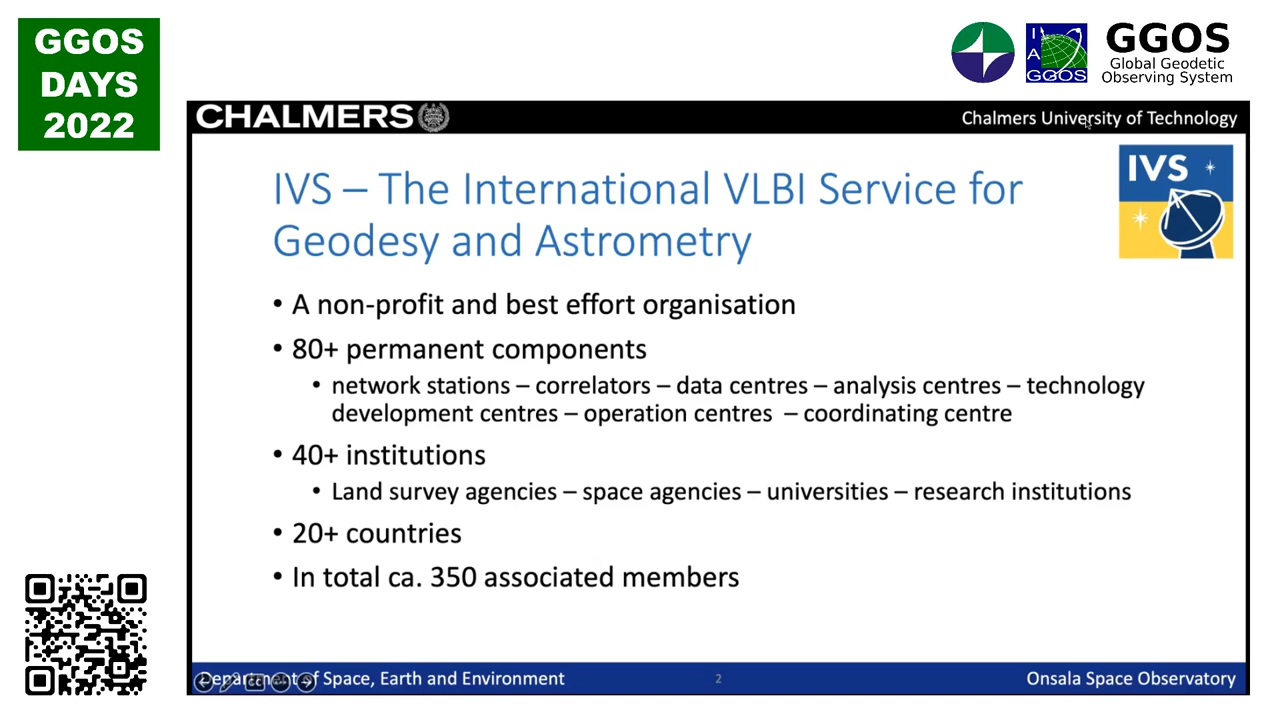 GGOS
DAYS
2022
IAG
GGOS
GGOS
Global Geodetic
Observing System
CHALMERS
Chalmers University of Technology
IVS
IVS – The International VLBI Service for
Geodesy and Astrometry
• A non-profit and best effort organisation
• 80+ permanent components
• network stations – correlators – data centres – analysis centres – technology
development centres – operation centres – coordinating centre
• 40+ institutions
• Land survey agencies – space agencies – universities – research institutions
• 20+ countries
• In total ca. 350 associated members
Department of Space, Earth and Environment
2
Onsala Space Observatory